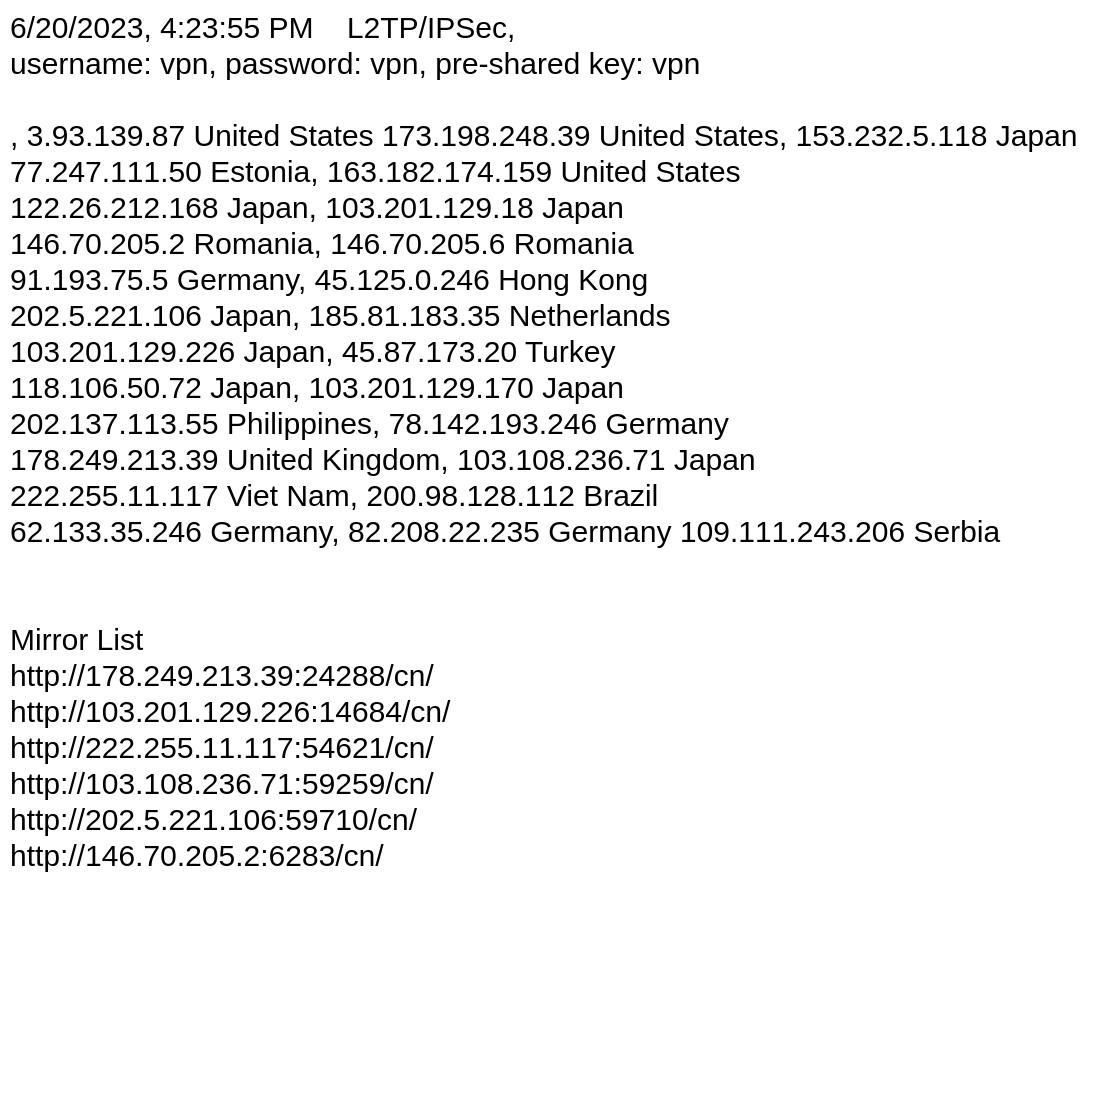 6/20/2023, 4:23:55 PM    L2TP/IPSec,
username: vpn, password: vpn, pre-shared key: vpn
, 3.93.139.87 United States 173.198.248.39 United States, 153.232.5.118 Japan
77.247.111.50 Estonia, 163.182.174.159 United States
122.26.212.168 Japan, 103.201.129.18 Japan
146.70.205.2 Romania, 146.70.205.6 Romania
91.193.75.5 Germany, 45.125.0.246 Hong Kong
202.5.221.106 Japan, 185.81.183.35 Netherlands
103.201.129.226 Japan, 45.87.173.20 Turkey
118.106.50.72 Japan, 103.201.129.170 Japan
202.137.113.55 Philippines, 78.142.193.246 Germany
178.249.213.39 United Kingdom, 103.108.236.71 Japan
222.255.11.117 Viet Nam, 200.98.128.112 Brazil
62.133.35.246 Germany, 82.208.22.235 Germany 109.111.243.206 Serbia
Mirror List
http://178.249.213.39:24288/cn/
http://103.201.129.226:14684/cn/
http://222.255.11.117:54621/cn/
http://103.108.236.71:59259/cn/
http://202.5.221.106:59710/cn/
http://146.70.205.2:6283/cn/